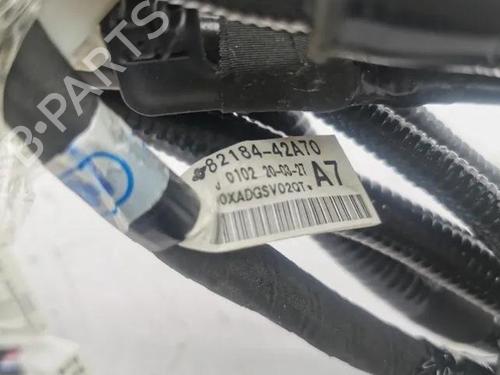 B-PARTS
82184-42A70
J 0102 20-03-27
0XADGSV02QT
A7